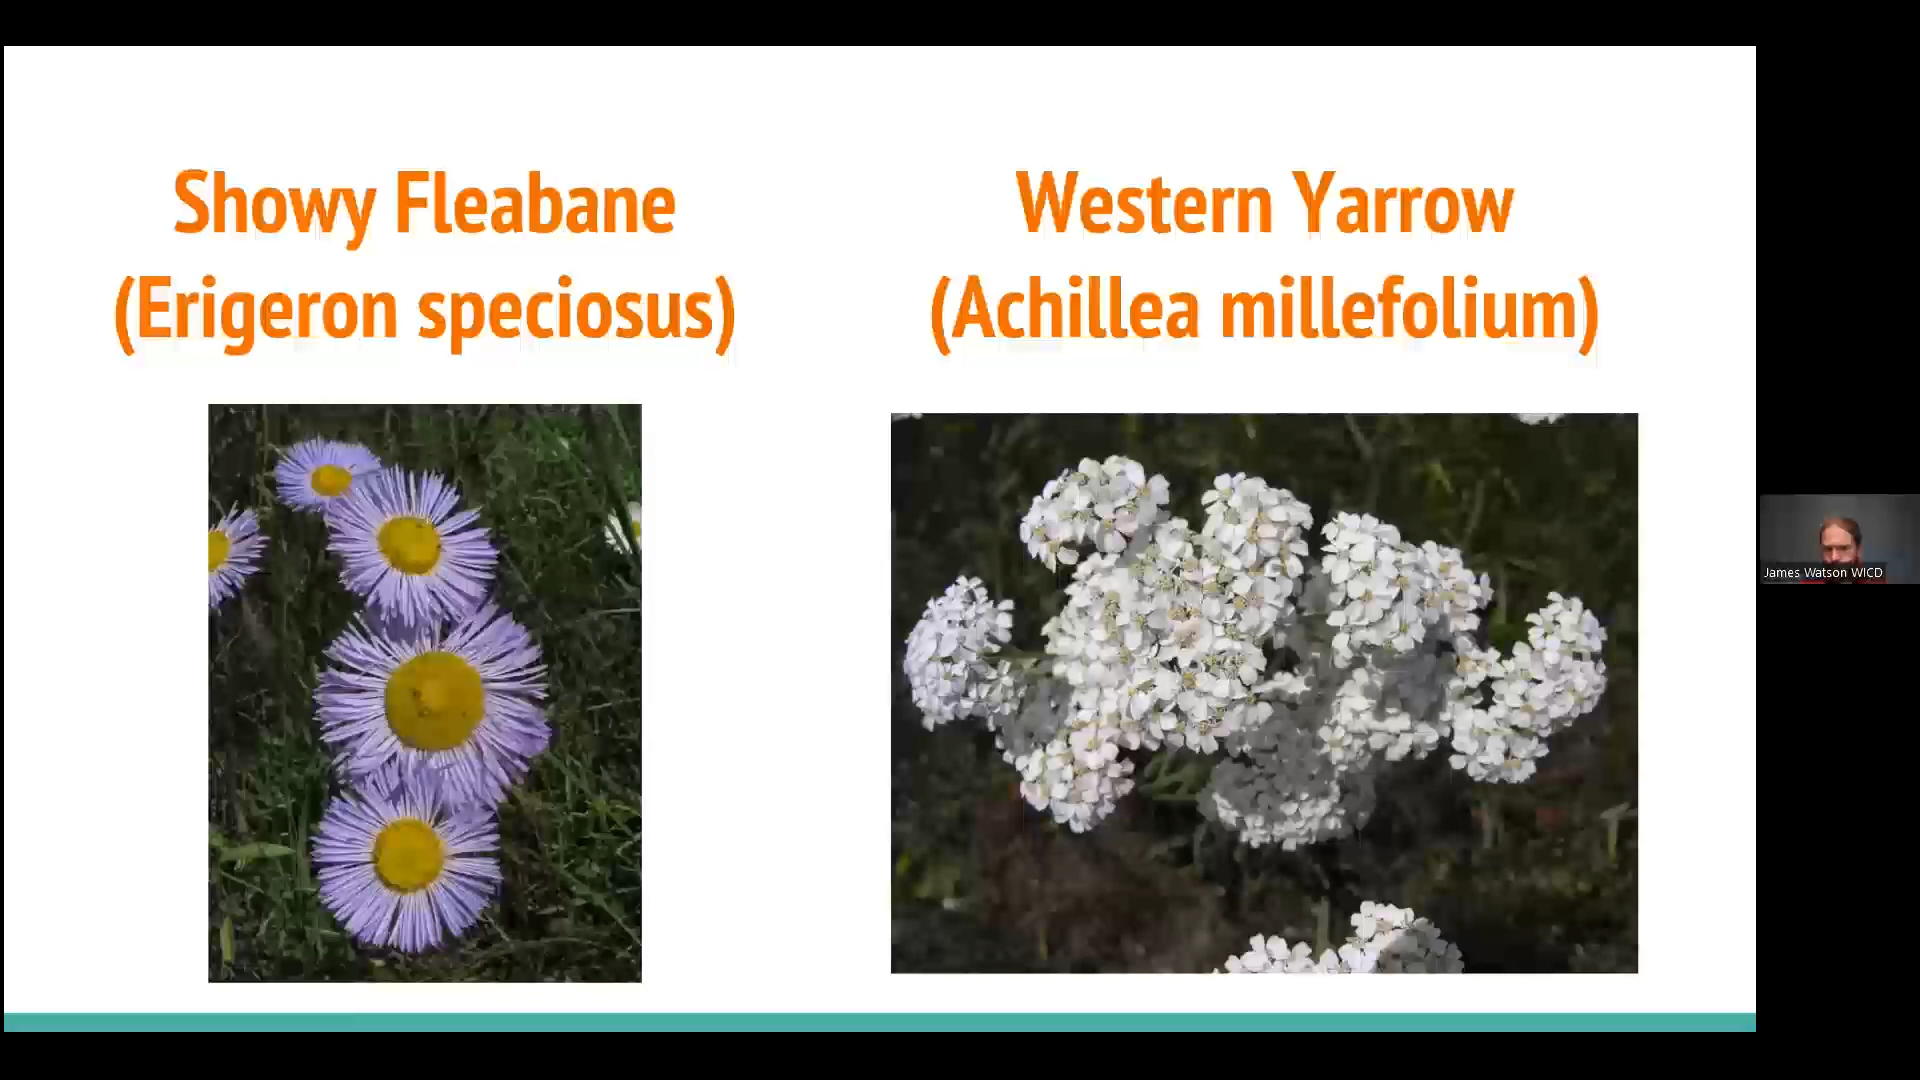 Showy Fleabane
(Erigeron speciosus)
Western Yarrow
(Achillea millefolium)
James Watson WICD